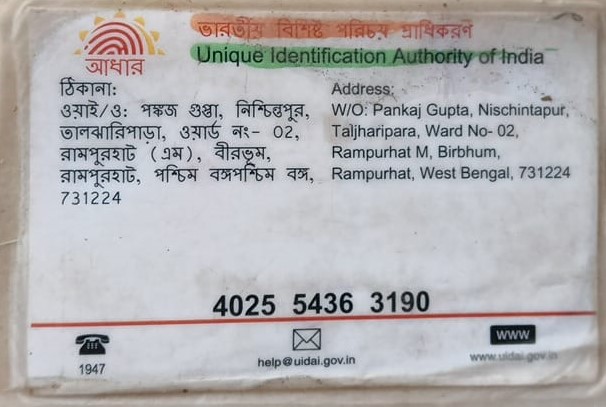 ভারতীয় বিশিষ্ট পরিচয় প্রাধিকরণ
Unique Identification Authority of India
আধার
ঠিকানা:
ওয়াই/ও: পঙ্কজ গুপ্তা, নিশ্চিন্তপুর,
তালঝারিপাড়া, ওয়ার্ড নং- 02,
রামপুরহাট (এম), বীরভূম,
রামপুরহাট, পশ্চিম বঙ্গপশ্চিম বঙ্গ,
731224
Address:
W/O: Pankaj Gupta, Nischintapur,
Taljharipara, Ward No- 02,
Rampurhat M, Birbhum,
Rampurhat, West Bengal, 731224
4025 5436 3190
1947
help@uidai.gov.in
WWW
www.uidai.gov.in